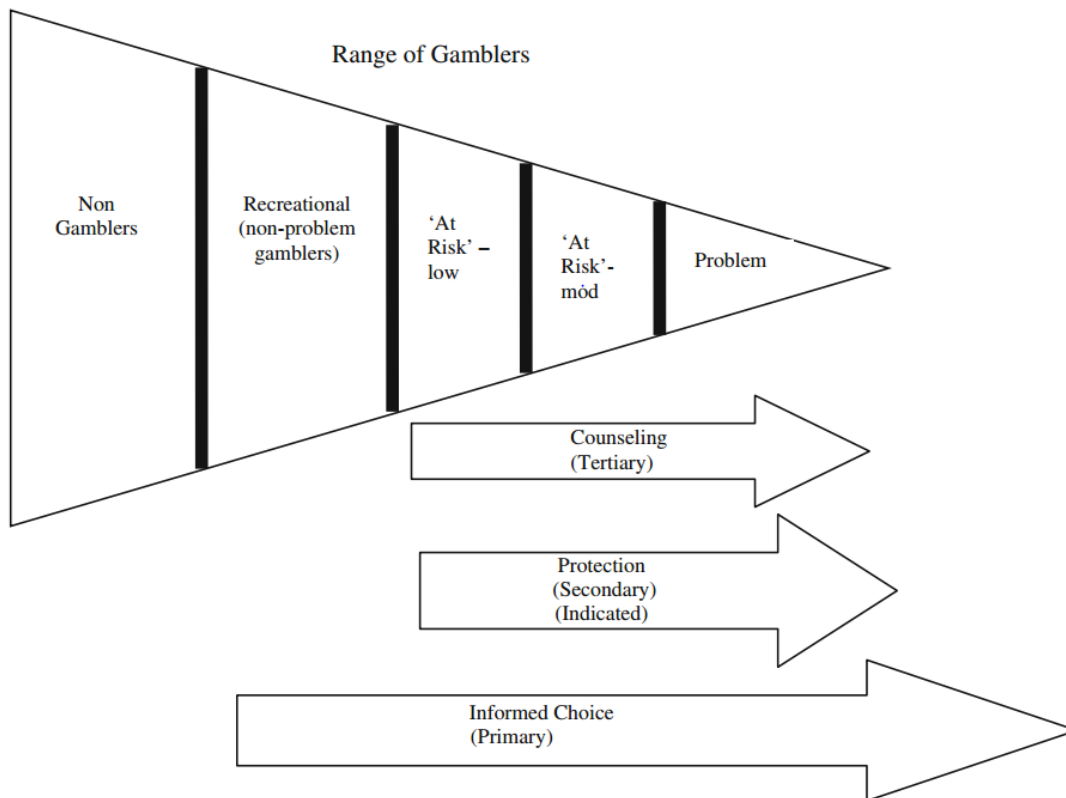 Range of Gamblers
Non
Gamblers
Recreational
(non-problem
gamblers)
‘At
Risk’ –
low
‘At
Risk’-
mod
Problem
Counseling
(Tertiary)
Protection
(Secondary)
(Indicated)
Informed Choice
(Primary)